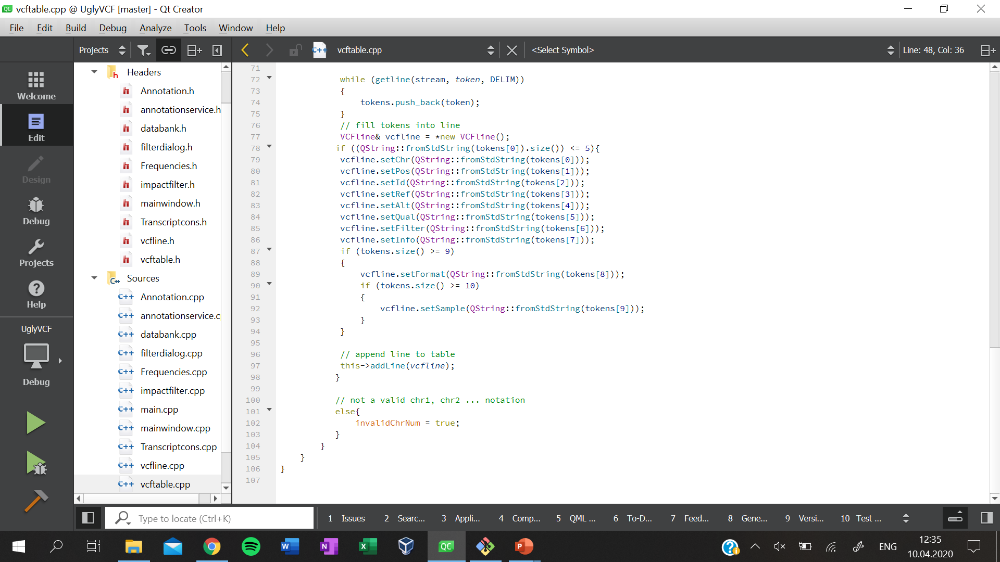 vcftable.cpp @ UglyVCF [master] - Qt Creator
File Edit Build Debug Analyze Tools Window Help
Projects
vcftable.cpp
<Select Symbol>
Line: 48, Col: 36
Welcome
Edit
Design
Debug
Projects
Help
UglyVCF
Debug
Headers
Annotation.h
annotationservice.h
databank.h
filterdialog.h
Frequencies.h
impactfilter.h
mainwindow.h
Transcriptcons.h
vcfline.h
vcftable.h
Sources
Annotation.cpp
annotationservice.c
databank.cpp
filterdialog.cpp
Frequencies.cpp
impactfilter.cpp
main.cpp
mainwindow.cpp
Transcriptcons.cpp
vcfline.cpp
vcftable.cpp
71
72 while (getline(stream, token, DELIM))
73 {
74 tokens.push_back(token);
75 }
76 // fill tokens into line
77 VCFline& vcfline = *new VCFline();
78 if ((QString::fromStdString(tokens[0]).size()) <= 5){
79 vcfline.setChr(QString::fromStdString(tokens[0]));
80 vcfline.setPos(QString::fromStdString(tokens[1]));
81 vcfline.setId(QString::fromStdString(tokens[2]));
82 vcfline.setRef(QString::fromStdString(tokens[3]));
83 vcfline.setAlt(QString::fromStdString(tokens[4]));
84 vcfline.setQual(QString::fromStdString(tokens[5]));
85 vcfline.setFilter(QString::fromStdString(tokens[6]));
86 vcfline.setInfo(QString::fromStdString(tokens[7]));
87 if (tokens.size() >= 9)
88 {
89 vcfline.setFormat(QString::fromStdString(tokens[8]));
90 if (tokens.size() >= 10)
91 {
92 vcfline.setSample(QString::fromStdString(tokens[9]));
93 }
94 }
95
96 // append line to table
97 this->addLine(vcfline);
98 }
99
100 // not a valid chr1, chr2 ... notation
101 else{
102 invalidChrNum = true;
103 }
104 }
105 }
106 }
107
Type to locate (Ctrl+K)
1 Issues 2 Searc... 3 Appli... 4 Comp... 5 QML ... 6 To-D... 7 Feed... 8 Gene... 9 Versi... 10 Test ...
ENG
12:35
10.04.2020